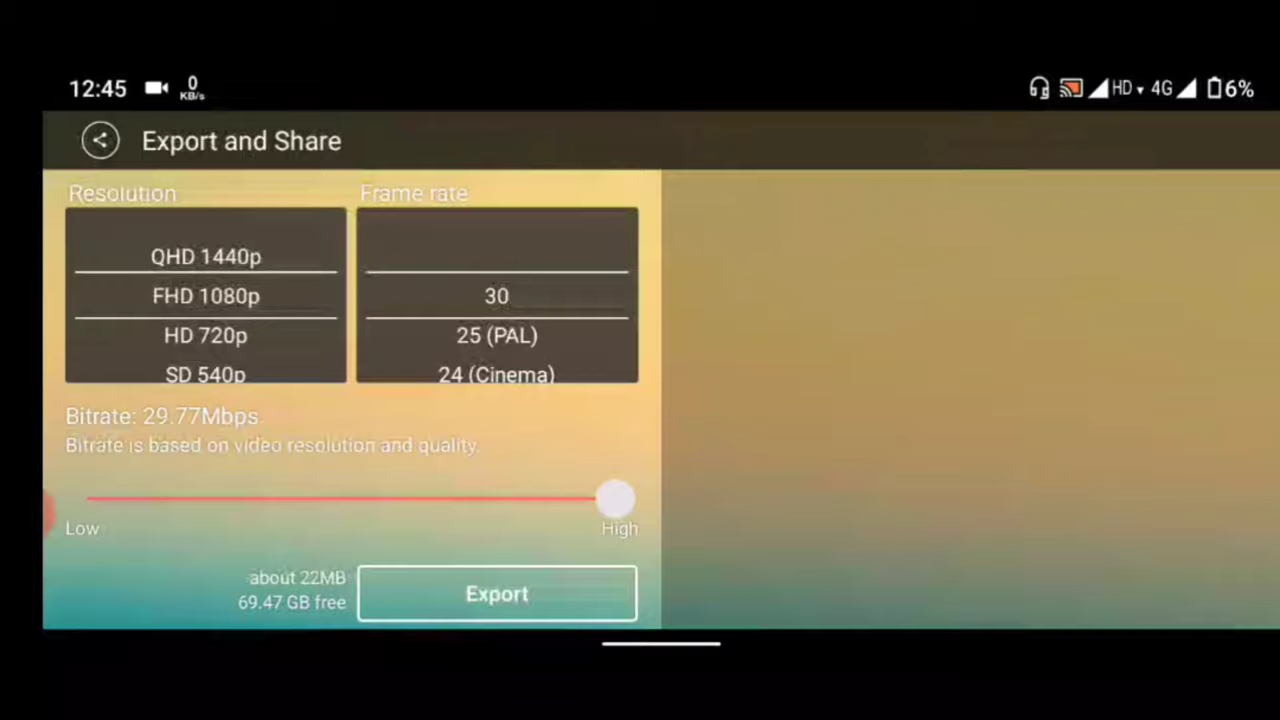 12:45 0 KB/s HD 4G 6%
Export and Share
Resolution Frame rate
QHD 1440p
FHD 1080p 30
HD 720p 25 (PAL)
SD 540p 24 (Cinema)
Bitrate: 29.77Mbps
Bitrate is based on video resolution and quality.
Low High
about 22MB
69.47 GB free
Export